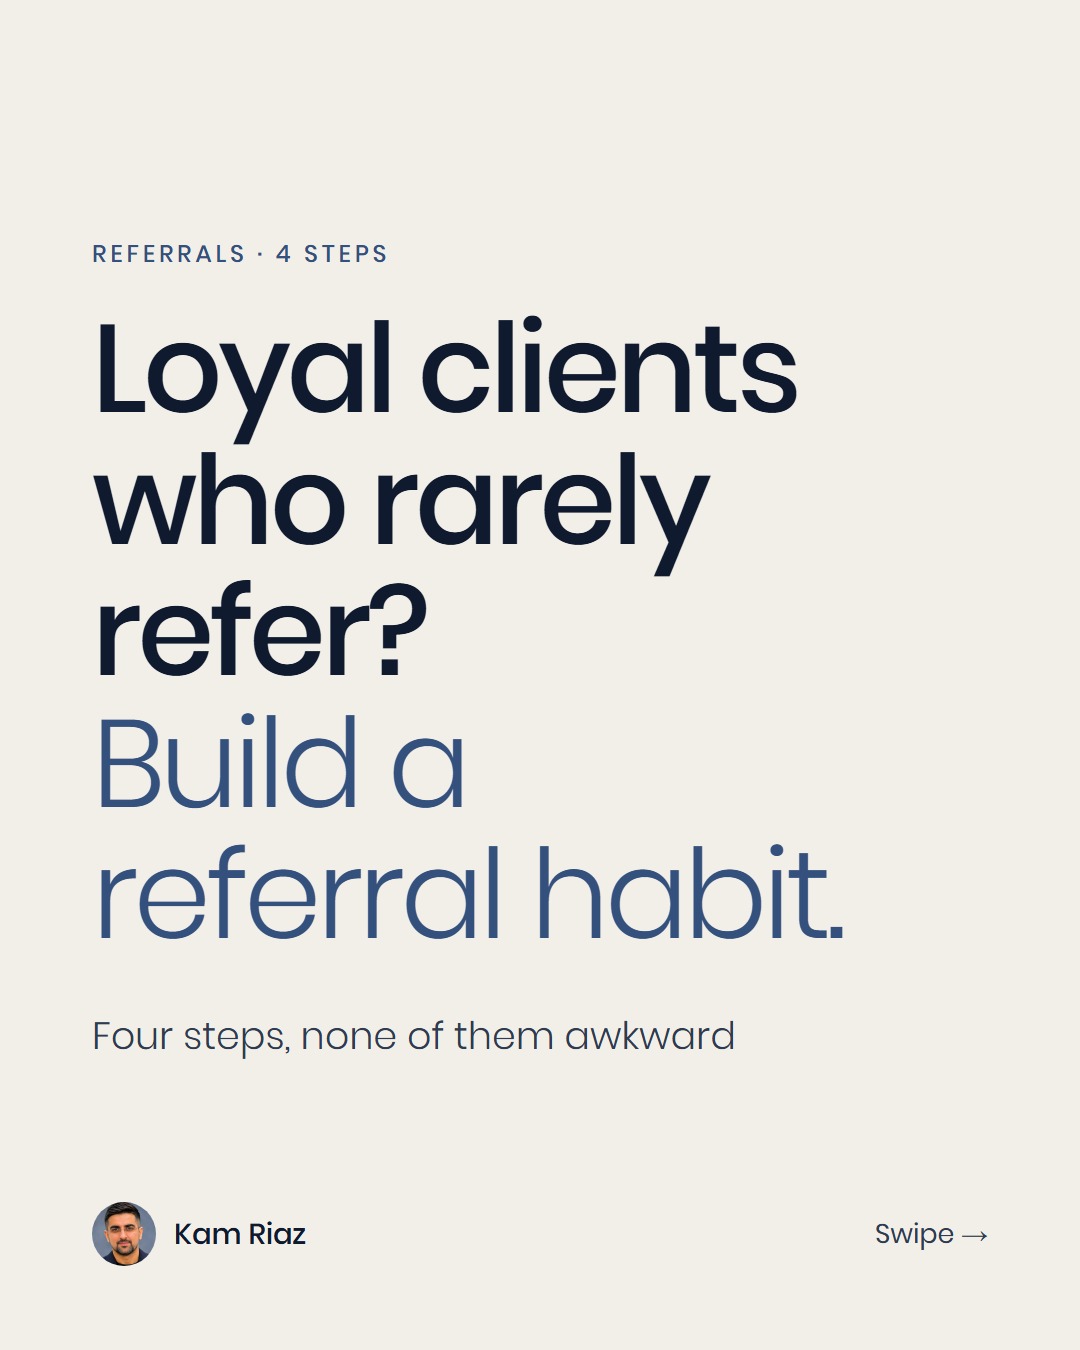 REFERRALS · 4 STEPS
Loyal clients
who rarely
refer?
Build a
referral habit.
Four steps, none of them awkward
Kam Riaz
Swipe →